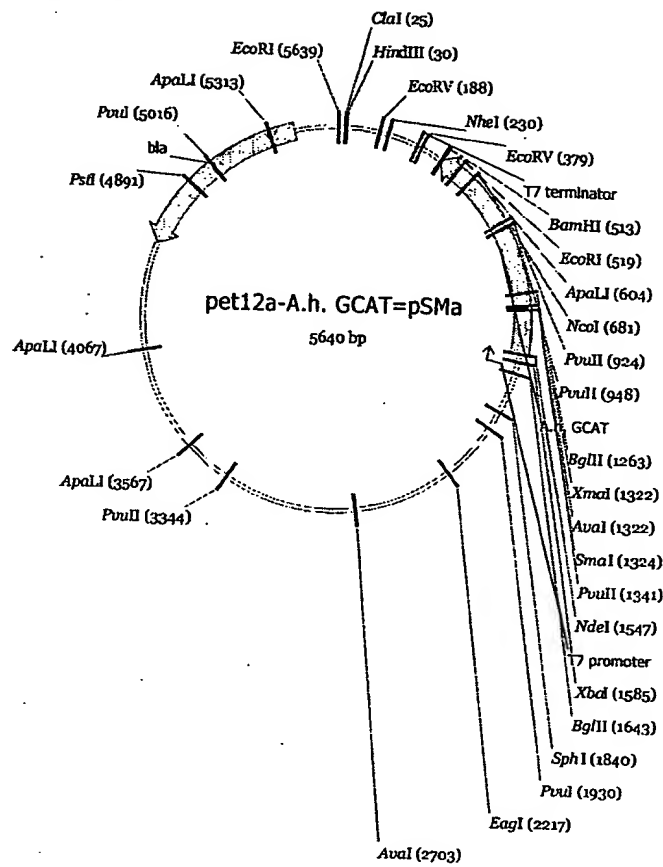 ClaI (25)
EcoRI (5639)
HindIII (30)
ApaLI (5313)
EcoRV (188)
PvuI (5016)
NheI (230)
bla
EcoRV (379)
PstI (4891)
T7 terminator
BamHI (513)
EcoRI (519)
pet12a-A.h. GCAT=pSMa
ApaLI (604)
5640 bp
NcoI (681)
ApaLI (4067)
PvuII (924)
PvuII (948)
GCAT
ApaLI (3567)
BglII (1263)
PvuII (3344)
XmaI (1322)
AvaI (1322)
SmaI (1324)
PvuII (1341)
NdeI (1547)
T7 promoter
XbaI (1585)
BglII (1643)
SphI (1840)
PvuI (1930)
EagI (2217)
AvaI (2703)